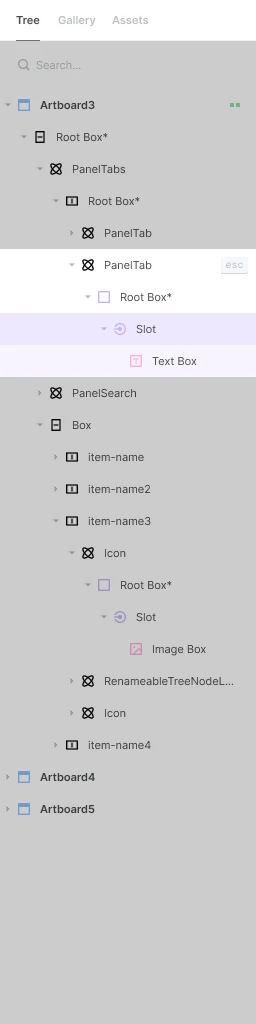 Tree Gallery Assets
Search...
Artboard3
Root Box*
PanelTabs
Root Box*
PanelTab
PanelTab esc
Root Box*
Slot
Text Box
PanelSearch
Box
item-name
item-name2
item-name3
Icon
Root Box*
Slot
Image Box
RenameableTreeNodeL...
Icon
item-name4
Artboard4
Artboard5